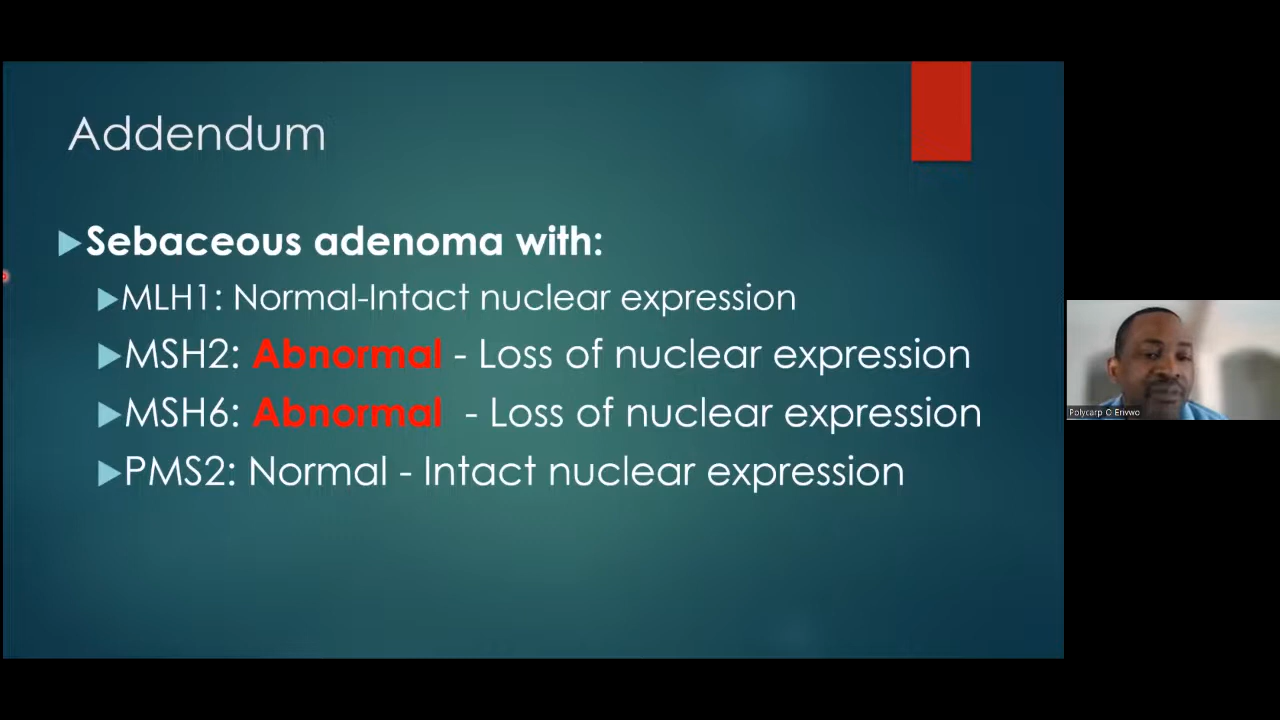 Addendum
Sebaceous adenoma with:
MLH1: Normal-Intact nuclear expression
MSH2: Abnormal - Loss of nuclear expression
MSH6: Abnormal - Loss of nuclear expression
PMS2: Normal - Intact nuclear expression
Polycarp C Erivwo